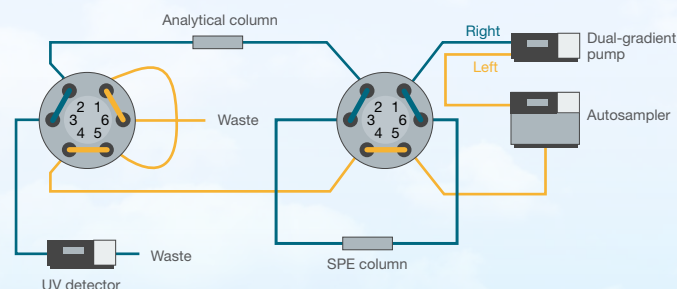 Analytical column
Right
Dual-gradient
pump
Left
Autosampler
2 1
3 6
4 5
Waste
2 1
3 6
4 5
Waste
SPE column
UV detector